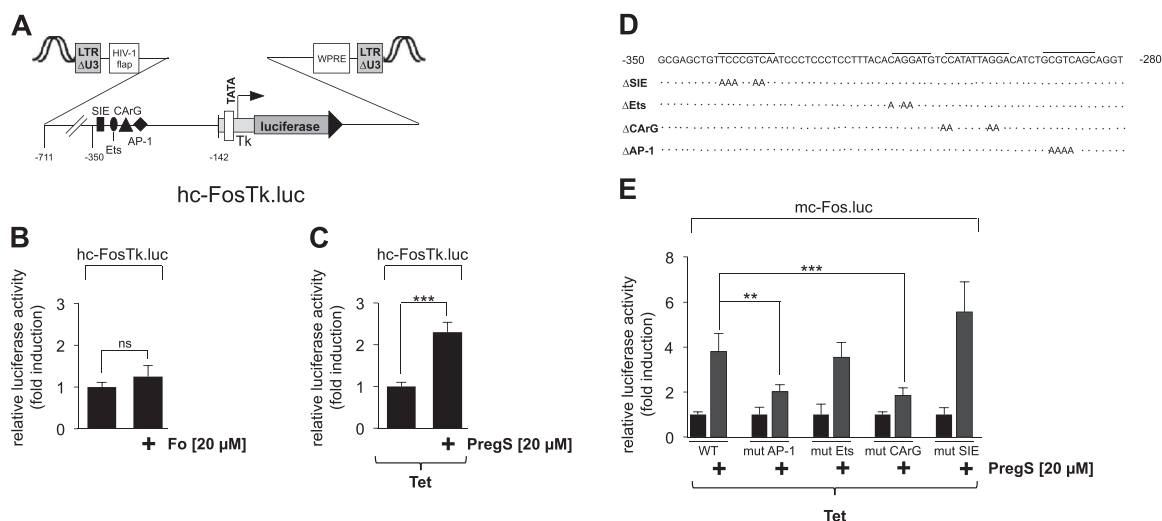 A
LTR
ΔU3
HIV-1
flap
WPRE
LTR
ΔU3
TATA
SIE CArG
luciferase
Tk
AP-1
Ets
-711
-350
-142
hc-FosTk.luc
B
hc-FosTk.luc
relative luciferase activity
(fold induction)
3
2
1
0
ns
+ Fo [20 µM]
C
hc-FosTk.luc
relative luciferase activity
(fold induction)
3
2
1
0
***
+ PregS [20 µM]
Tet
D
-350 GCGAGCTGTTCCCGTCAATCCCTCCCTCCTTTACACAGGATGTCCATATTAGGACATCTGCGTCAGCAGGT -280
ΔSIE AAA AA
ΔEts A AA
ΔCArG AA AA
ΔAP-1 AAAA
E
mc-Fos.luc
relative luciferase activity
(fold induction)
8
6
4
2
0
***
**
WT mut AP-1 mut Ets mut CArG mut SIE
+ + + + + PregS [20 µM]
Tet